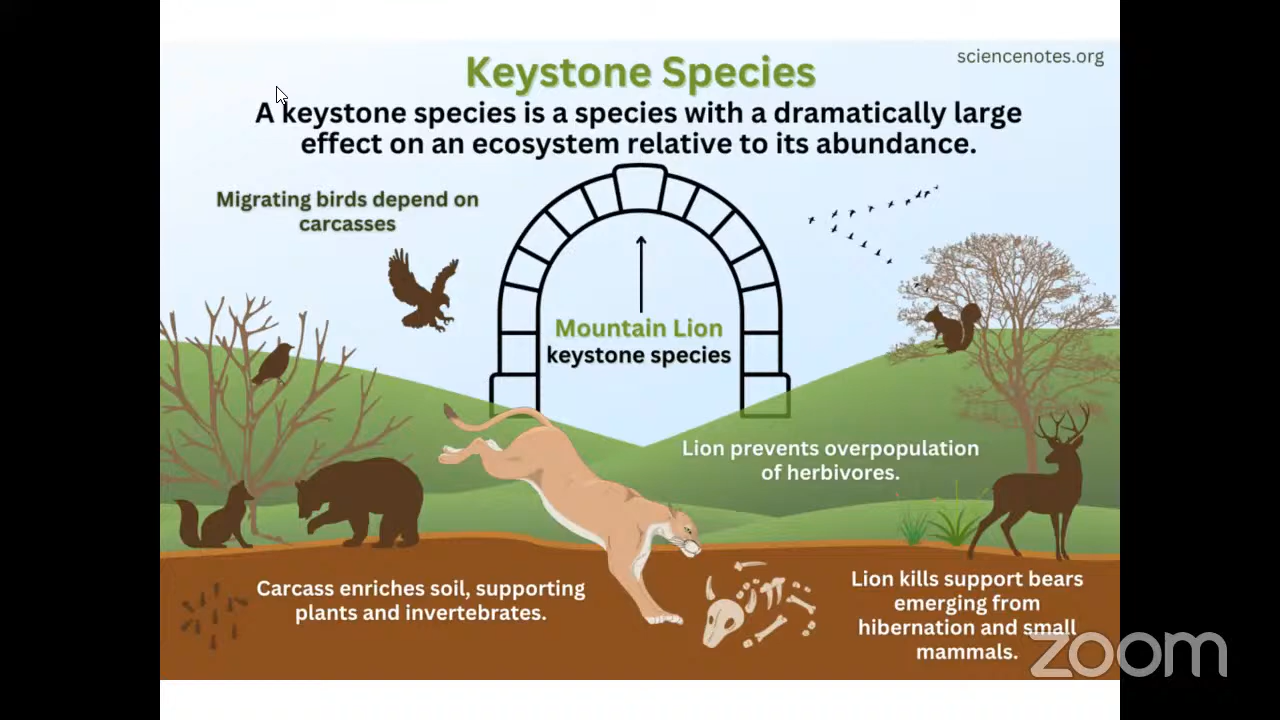 sciencenotes.org
Keystone Species
A keystone species is a species with a dramatically large
effect on an ecosystem relative to its abundance.
Migrating birds depend on
carcasses
Mountain Lion
keystone species
Lion prevents overpopulation
of herbivores.
Carcass enriches soil, supporting
plants and invertebrates.
Lion kills support bears
emerging from
hibernation and small
mammals.
zoom